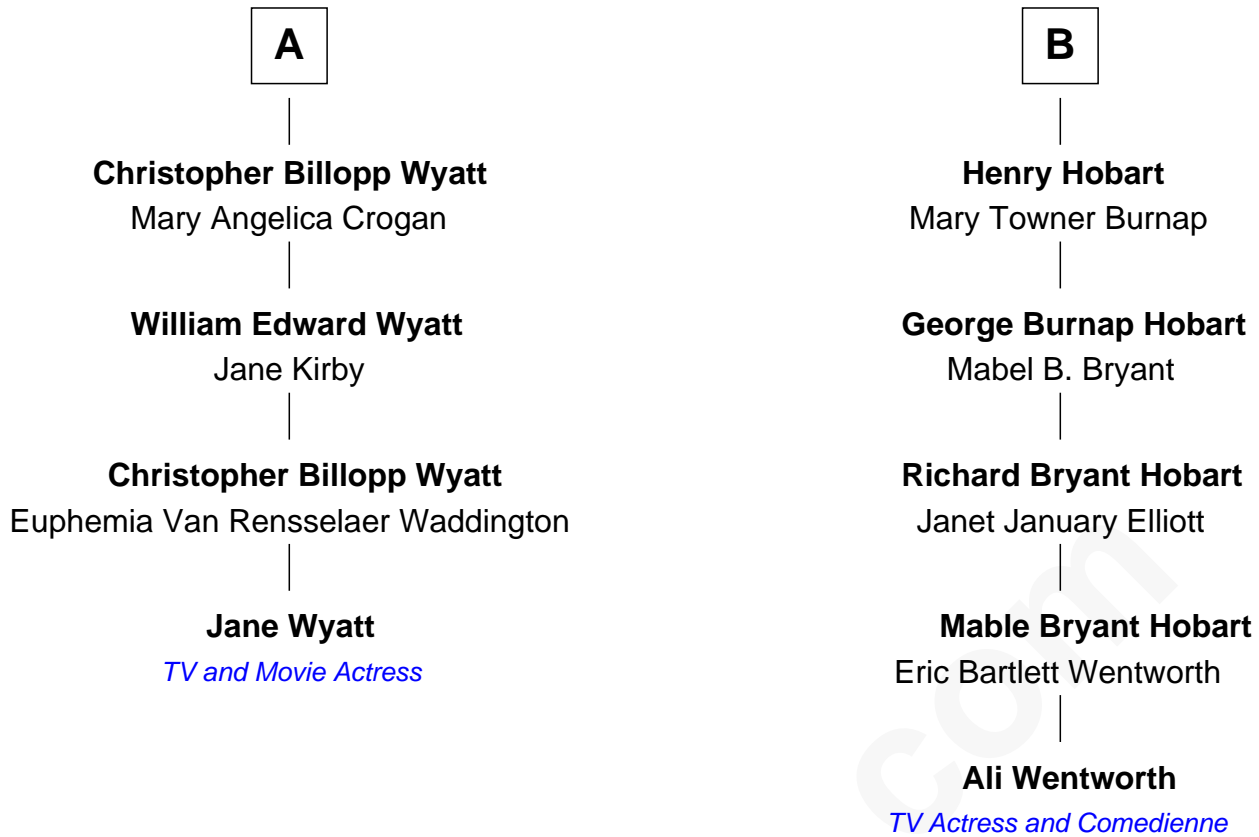 A
Christopher Billopp Wyatt
Mary Angelica Crogan
William Edward Wyatt
Jane Kirby
Christopher Billopp Wyatt
Euphemia Van Rensselaer Waddington
Jane Wyatt
TV and Movie Actress
B
Henry Hobart
Mary Towner Burnap
George Burnap Hobart
Mabel B. Bryant
Richard Bryant Hobart
Janet January Elliott
Mable Bryant Hobart
Eric Bartlett Wentworth
Ali Wentworth
TV Actress and Comedienne
com